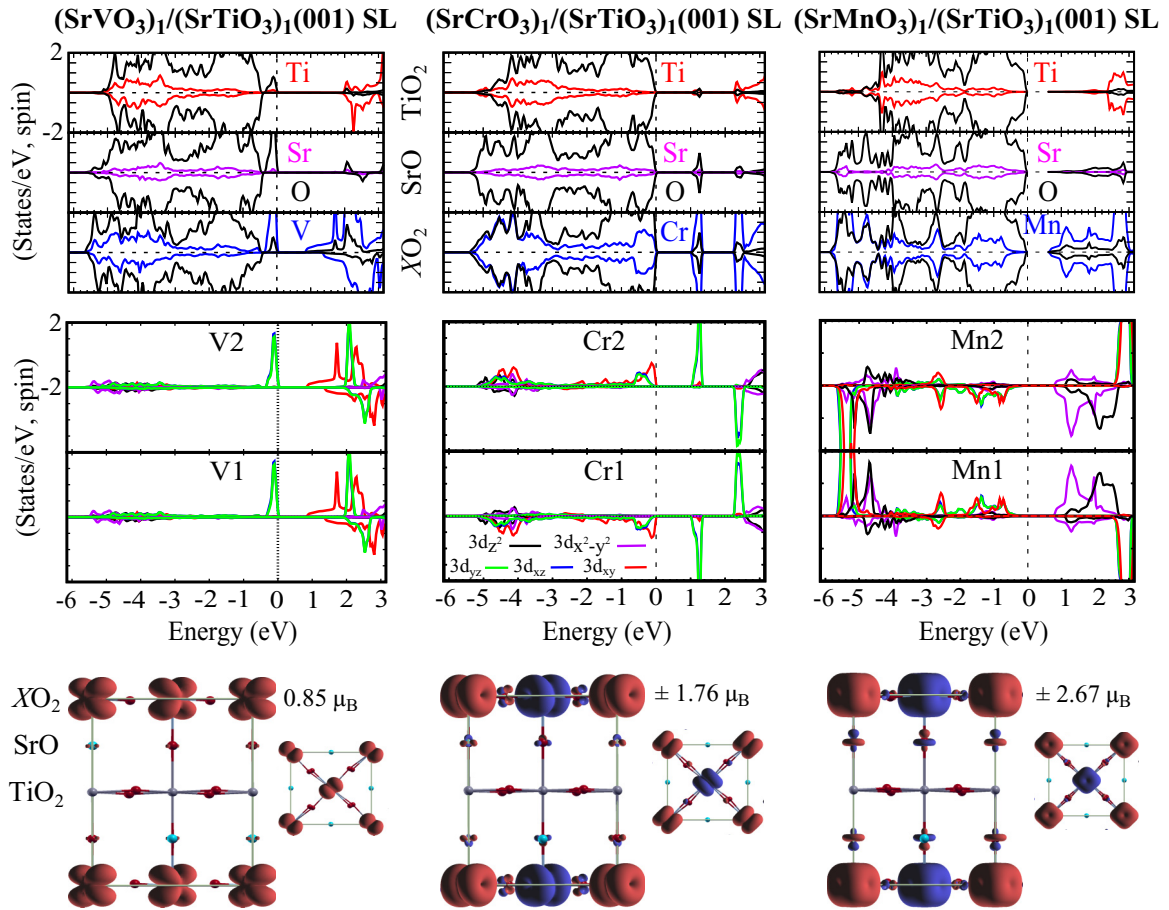 (SrVO3)1/(SrTiO3)1(001) SL (SrCrO3)1/(SrTiO3)1(001) SL (SrMnO3)1/(SrTiO3)1(001) SL
2 Ti TiO2 Ti Ti
-2
(States/eV, spin) Sr O SrO Sr O Sr O
V XO2 Cr Mn
2 V2 Cr2 Mn2
-2
(States/eV, spin) V1 Cr1 Mn1
3dz2 3dx2-y2
3dyz 3dxz 3dxy
-6 -5 -4 -3 -2 -1 0 1 2 3 -6 -5 -4 -3 -2 -1 0 1 2 3 -6 -5 -4 -3 -2 -1 0 1 2 3
Energy (eV) Energy (eV) Energy (eV)
XO2 0.85 μB ± 1.76 μB ± 2.67 μB
SrO
TiO2